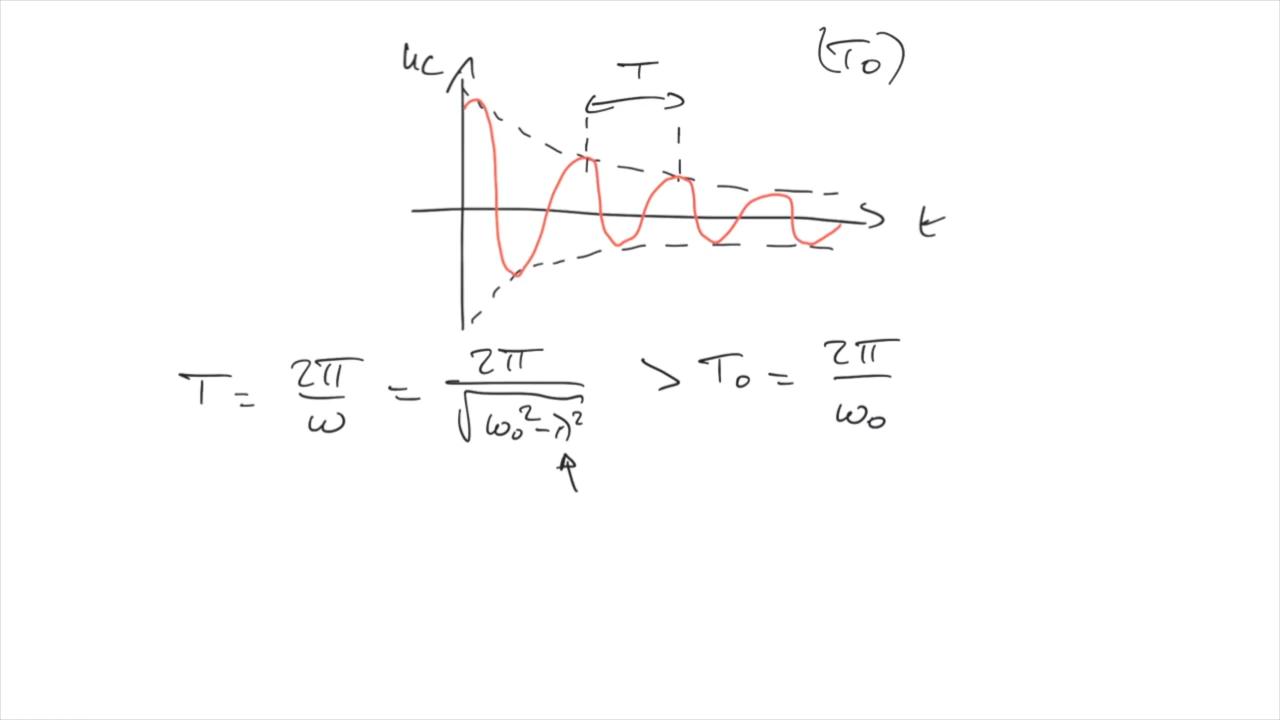 (T₀)
uc
T
t
T = 2π/ω = 2π/√(ω₀² − λ²) > T₀ = 2π/ω₀